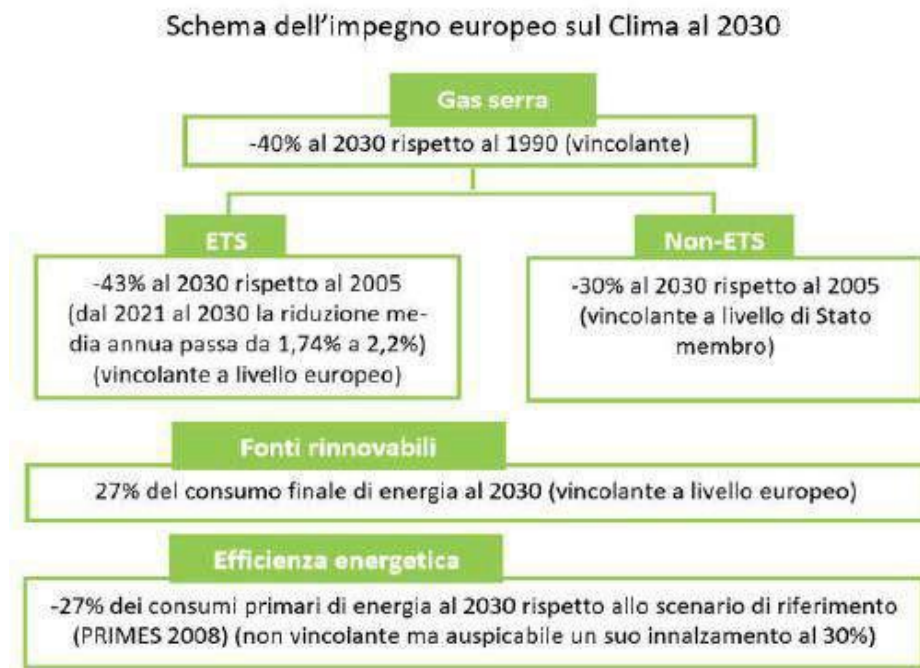 Schema dell'impegno europeo sul Clima al 2030
Gas serra
-40% al 2030 rispetto al 1990 (vincolante)
ETS
-43% al 2030 rispetto al 2005
(dal 2021 al 2030 la riduzione me-
dia annua passa da 1,74% a 2,2%)
(vincolante a livello europeo)
Non-ETS
-30% al 2030 rispetto al 2005
(vincolante a livello di Stato
membro)
Fonti rinnovabili
27% del consumo finale di energia al 2030 (vincolante a livello europeo)
Efficienza energetica
-27% dei consumi primari di energia al 2030 rispetto allo scenario di riferimento
(PRIMES 2008) (non vincolante ma auspicabile un suo innalzamento al 30%)